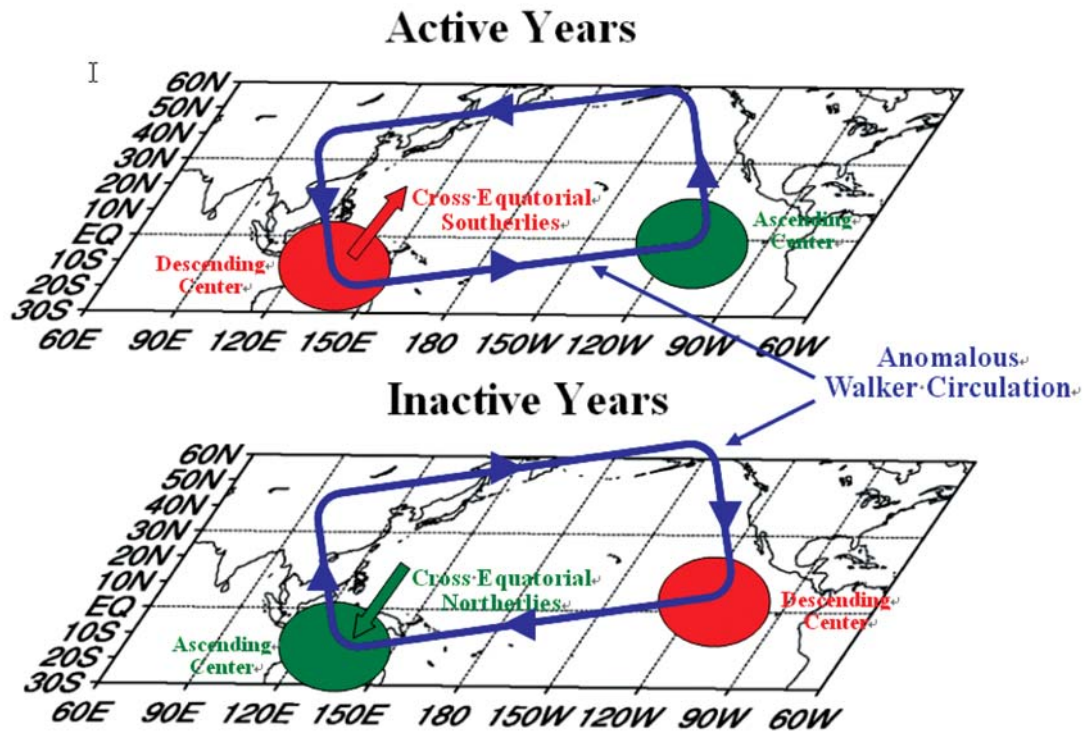 Active Years
60N
50N
40N
30N
20N
10N
EQ
10S
20S
30S
Cross-Equatorial
Southerlies
Ascending
Center
Descending
Center
60E 90E 120E 150E 180 150W 120W 90W 60W
Anomalous
Walker·Circulation
Inactive Years
60N
50N
40N
30N
20N
10N
EQ
10S
20S
30S
Cross-Equatorial
Northerlies
Descending
Center
Ascending
Center
60E 90E 120E 150E 180 150W 120W 90W 60W